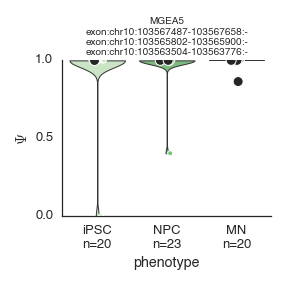 MGEA5
exon:chr10:103567487-103567658:-
exon:chr10:103565802-103565900:-
exon:chr10:103563504-103563776:-
1.0
0.5
0.0
Ψ
iPSC
n=20
NPC
n=23
MN
n=20
phenotype